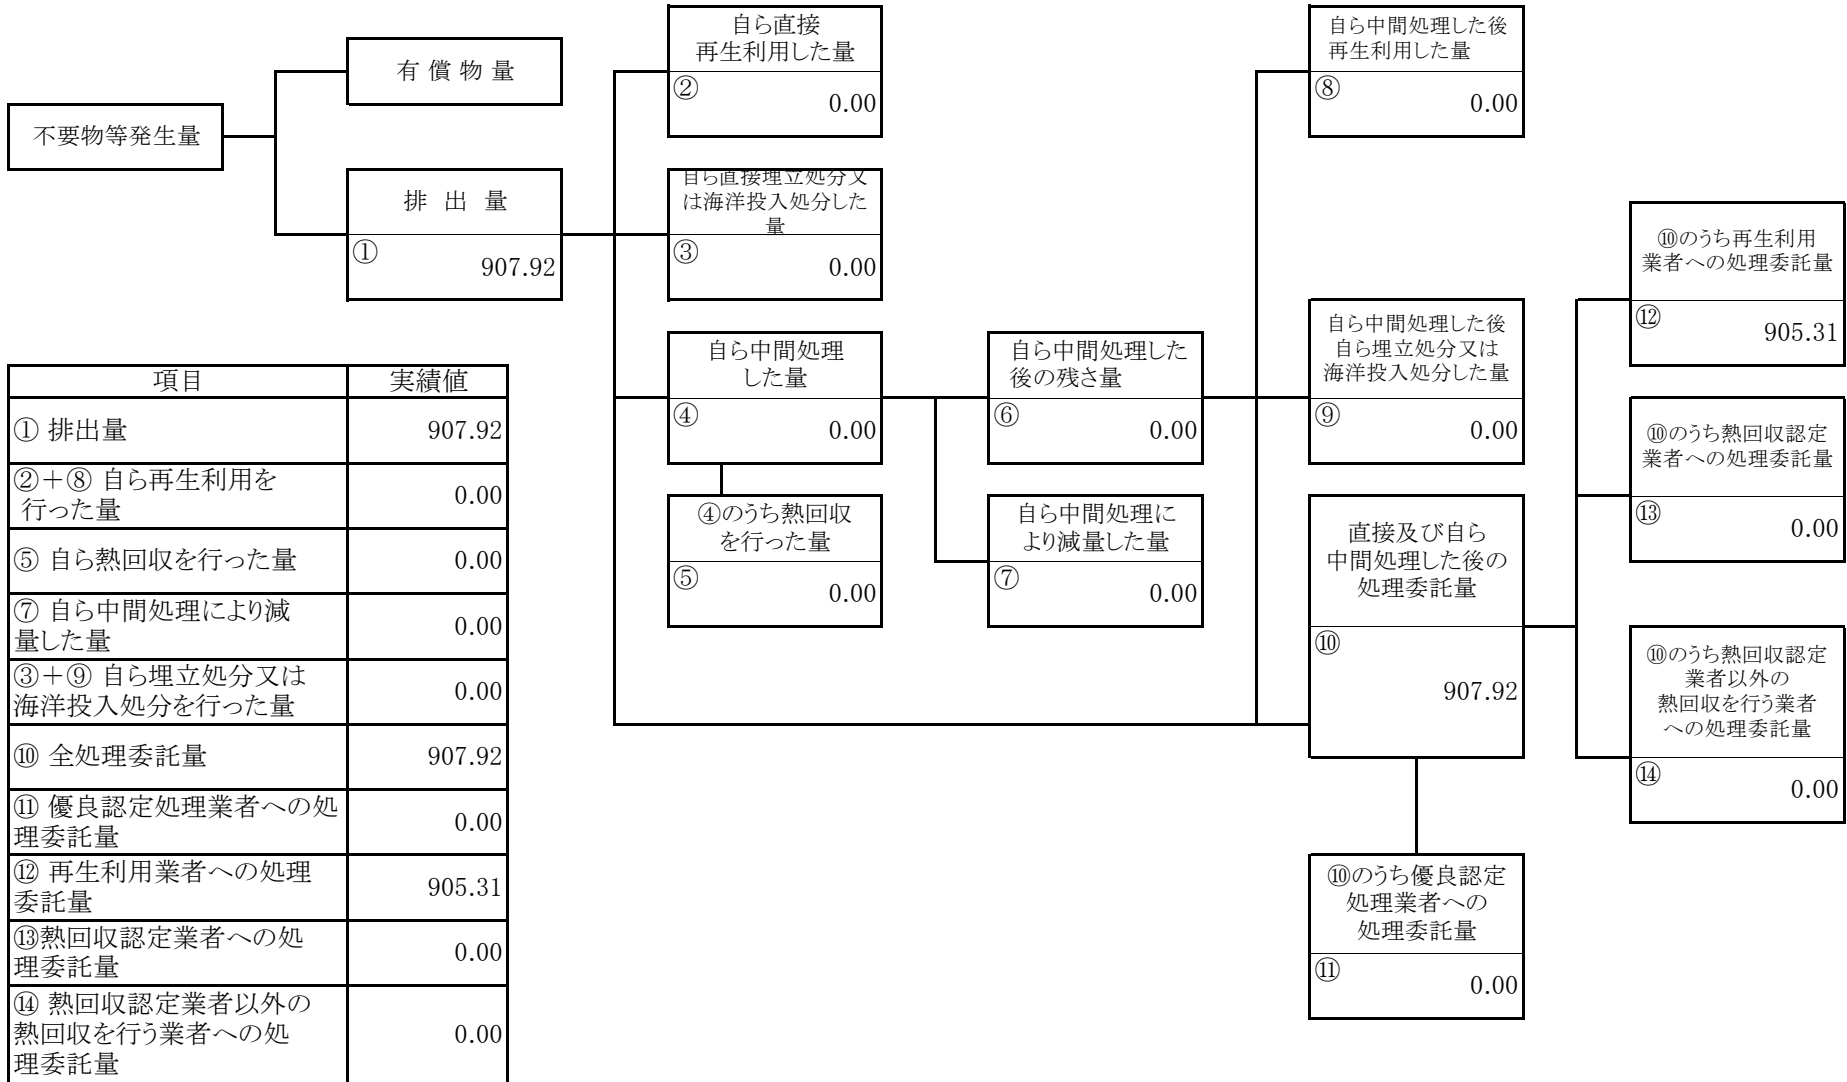 不要物等発生量
有 償 物 量
排 出 量
①
907.92
自ら直接
再生利用した量
②
0.00
自ら直接埋立処分又
は海洋投入処分した
量
③
0.00
自ら中間処理
した量
④
0.00
④のうち熱回収
を行った量
⑤
0.00
自ら中間処理した
後の残さ量
⑥
0.00
自ら中間処理に
より減量した量
⑦
0.00
自ら中間処理した後
再生利用した量
⑧
0.00
自ら中間処理した後
自ら埋立処分又は
海洋投入処分した量
⑨
0.00
直接及び自ら
中間処理した後の
処理委託量
⑩
907.92
⑩のうち優良認定
処理業者への
処理委託量
⑪
0.00
⑩のうち再生利用
業者への処理委託量
⑫
905.31
⑩のうち熱回収認定
業者への処理委託量
⑬
0.00
⑩のうち熱回収認定
業者以外の
熱回収を行う業者
への処理委託量
⑭
0.00
項目 実績値
① 排出量 907.92
②+⑧ 自ら再生利用を
行った量
0.00
⑤ 自ら熱回収を行った量 0.00
⑦ 自ら中間処理により減
量した量
0.00
③+⑨ 自ら埋立処分又は
海洋投入処分を行った量
0.00
⑩ 全処理委託量 907.92
⑪ 優良認定処理業者への処
理委託量
0.00
⑫ 再生利用業者への処理
委託量
905.31
⑬熱回収認定業者への処
理委託量
0.00
⑭ 熱回収認定業者以外の
熱回収を行う業者への処
理委託量
0.00